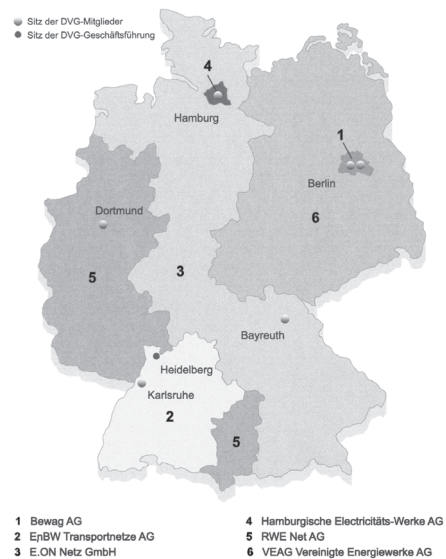 Sitz der DVG-Mitglieder
Sitz der DVG-Geschäftsführung
4
Hamburg
1
Berlin
6
Dortmund
5
3
Bayreuth
Heidelberg
Karlsruhe
2
5
1 Bewag AG
2 EnBW Transportnetze AG
3 E.ON Netz GmbH
4 Hamburgische Electricitäts-Werke AG
5 RWE Net AG
6 VEAG Vereinigte Energiewerke AG